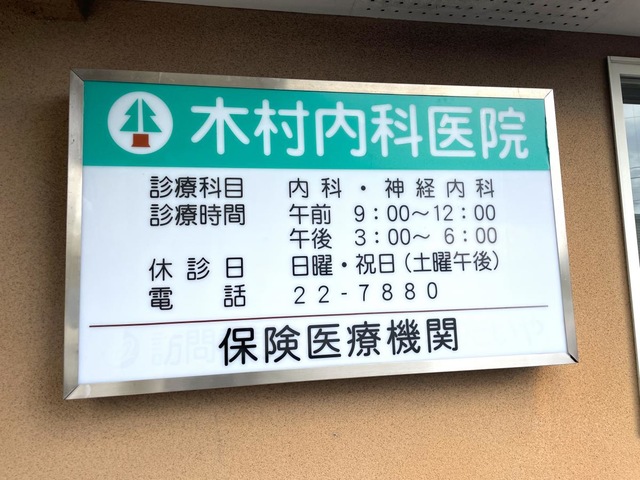 木村内科医院
診療科目 内科・神経内科
診療時間 午前 9:00〜12:00
午後 3:00〜 6:00
休診日 日曜・祝日(土曜午後)
電話 22-7880
保険医療機関